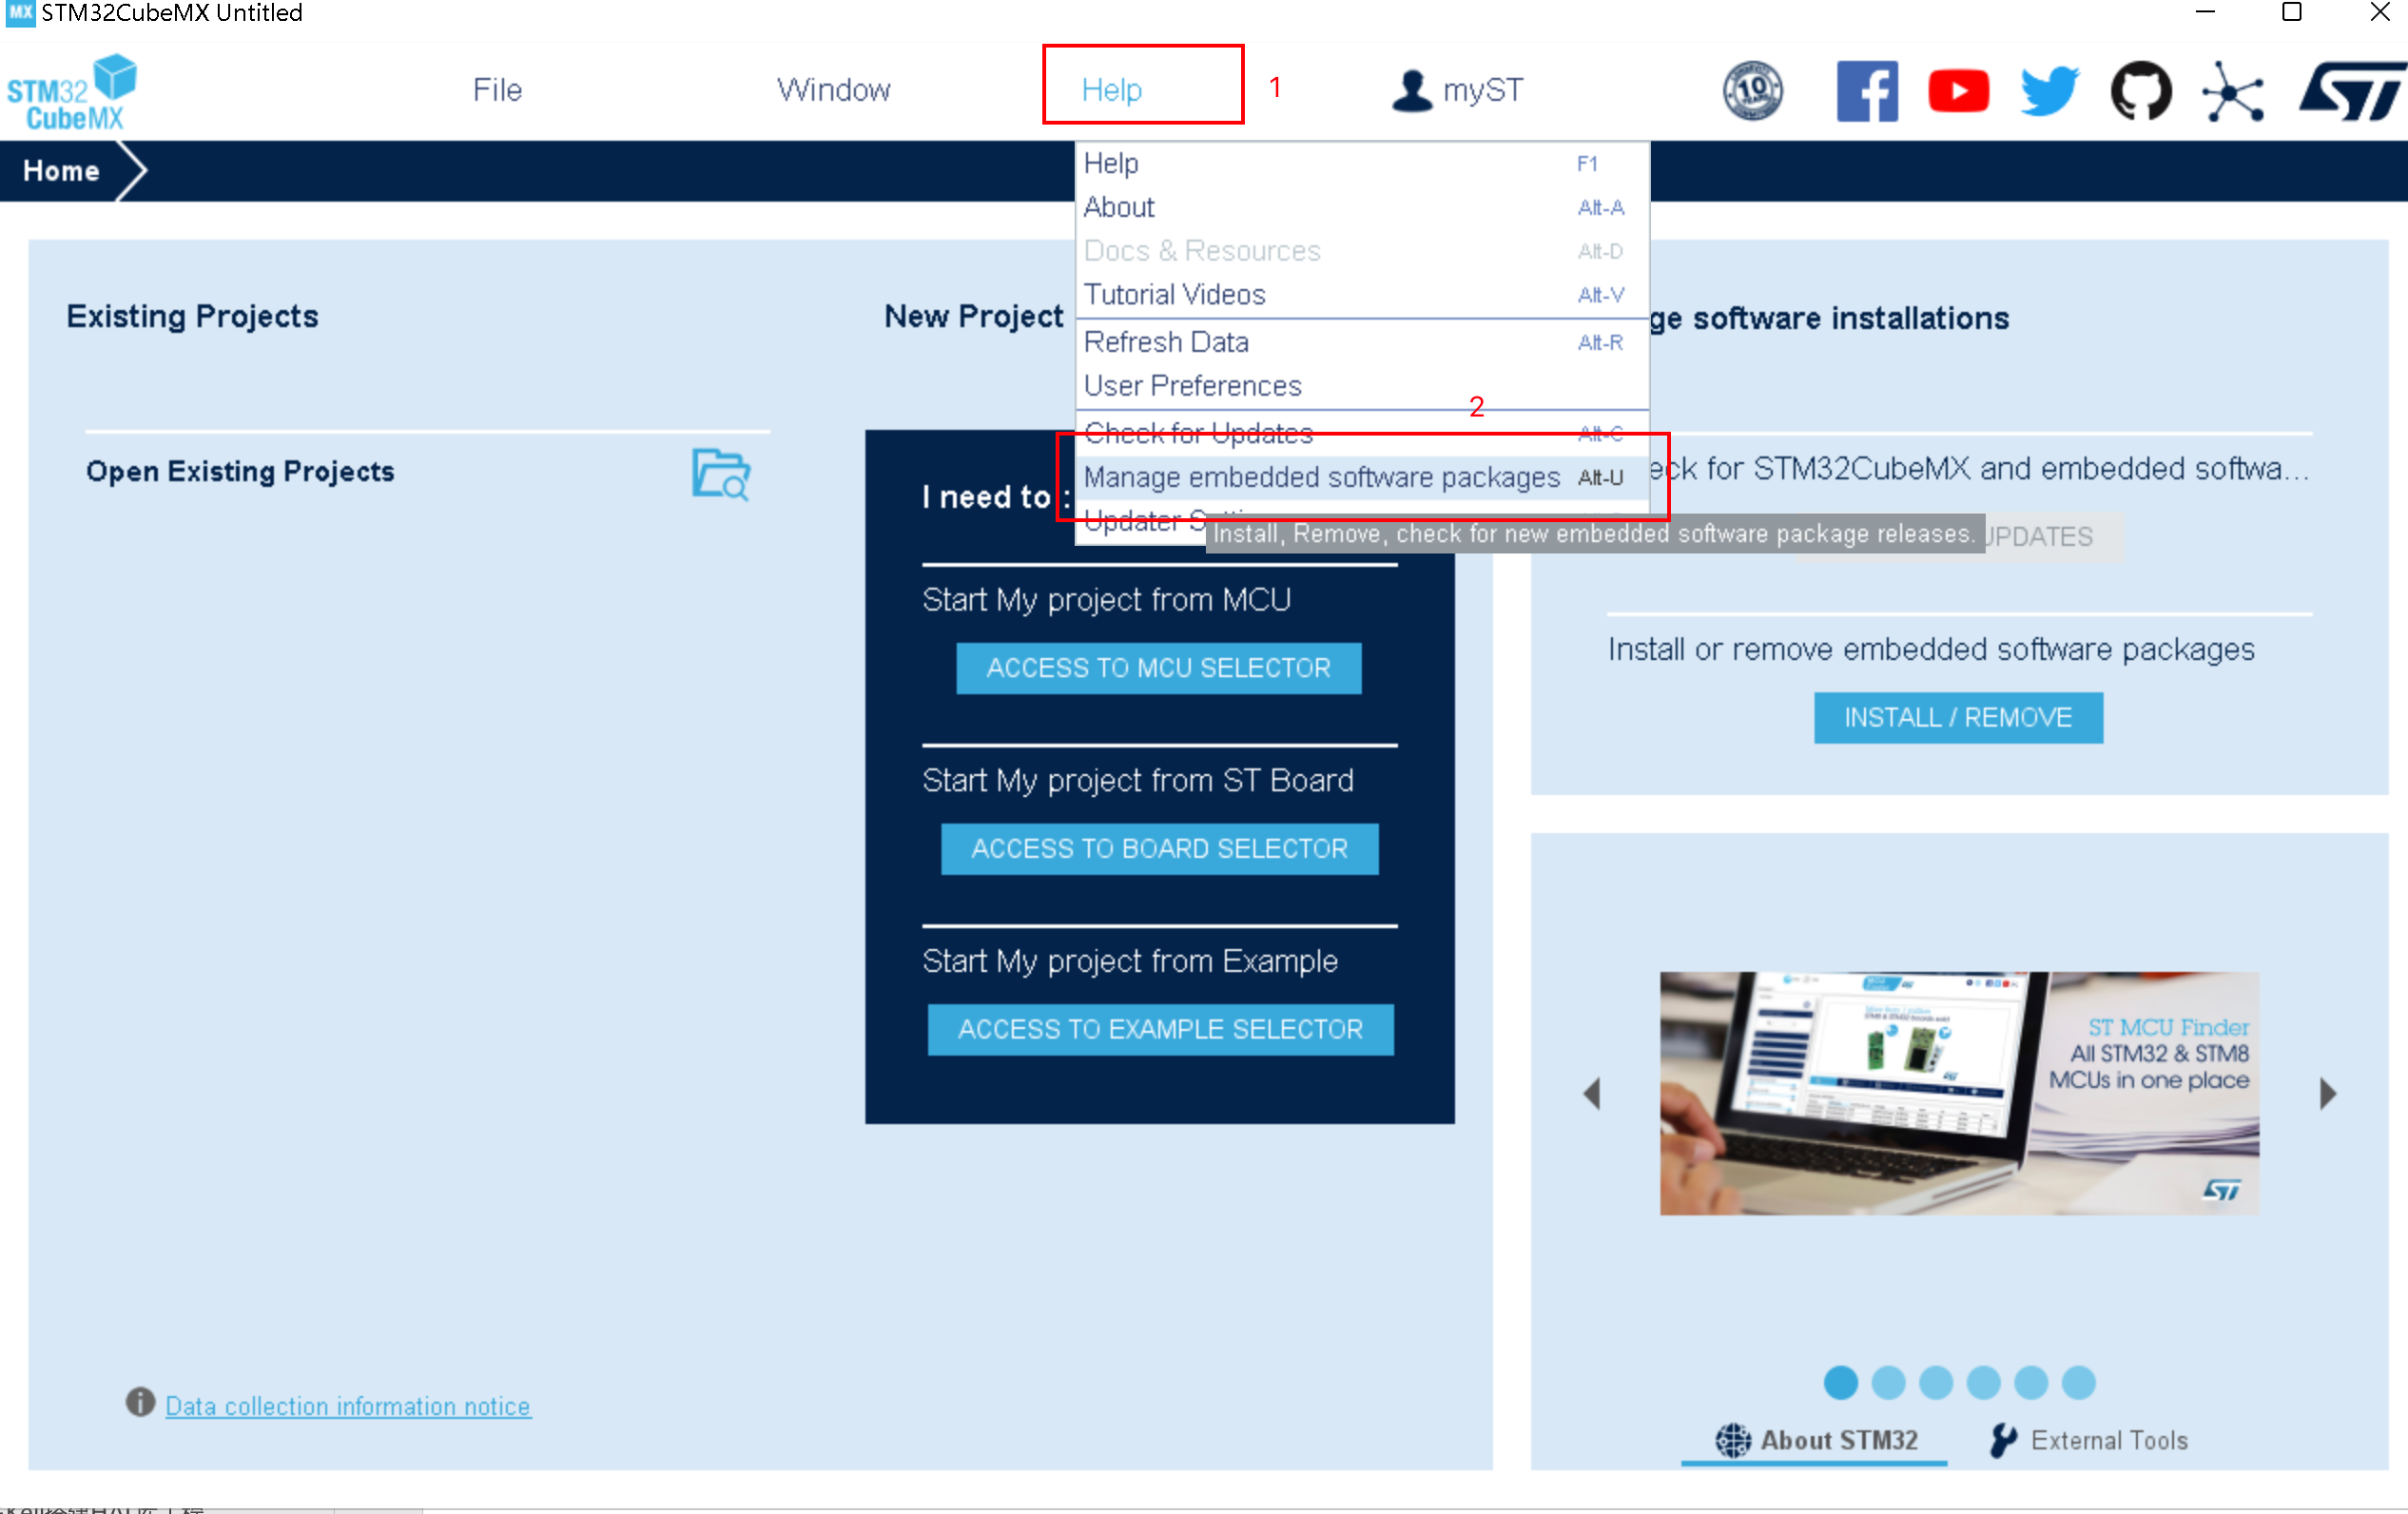 MX STM32CubeMX Untitled
STM32
CubeMX
File
Window
Help
1
myST
10
Home
Help F1
About Alt-A
Docs & Resources Alt-D
Tutorial Videos Alt-V
Refresh Data Alt-R
User Preferences
2
Check for Updates Alt-C
Manage embedded software packages Alt-U
Updater
Install, Remove, check for new embedded software package releases.
Existing Projects
Open Existing Projects
Data collection information notice
New Project
I need to :
Start My project from MCU
ACCESS TO MCU SELECTOR
Start My project from ST Board
ACCESS TO BOARD SELECTOR
Start My project from Example
ACCESS TO EXAMPLE SELECTOR
ge software installations
eck for STM32CubeMX and embedded softwa...
UPDATES
Install or remove embedded software packages
INSTALL / REMOVE
ST MCU Finder
All STM32 & STM8
MCUs in one place
About STM32
External Tools